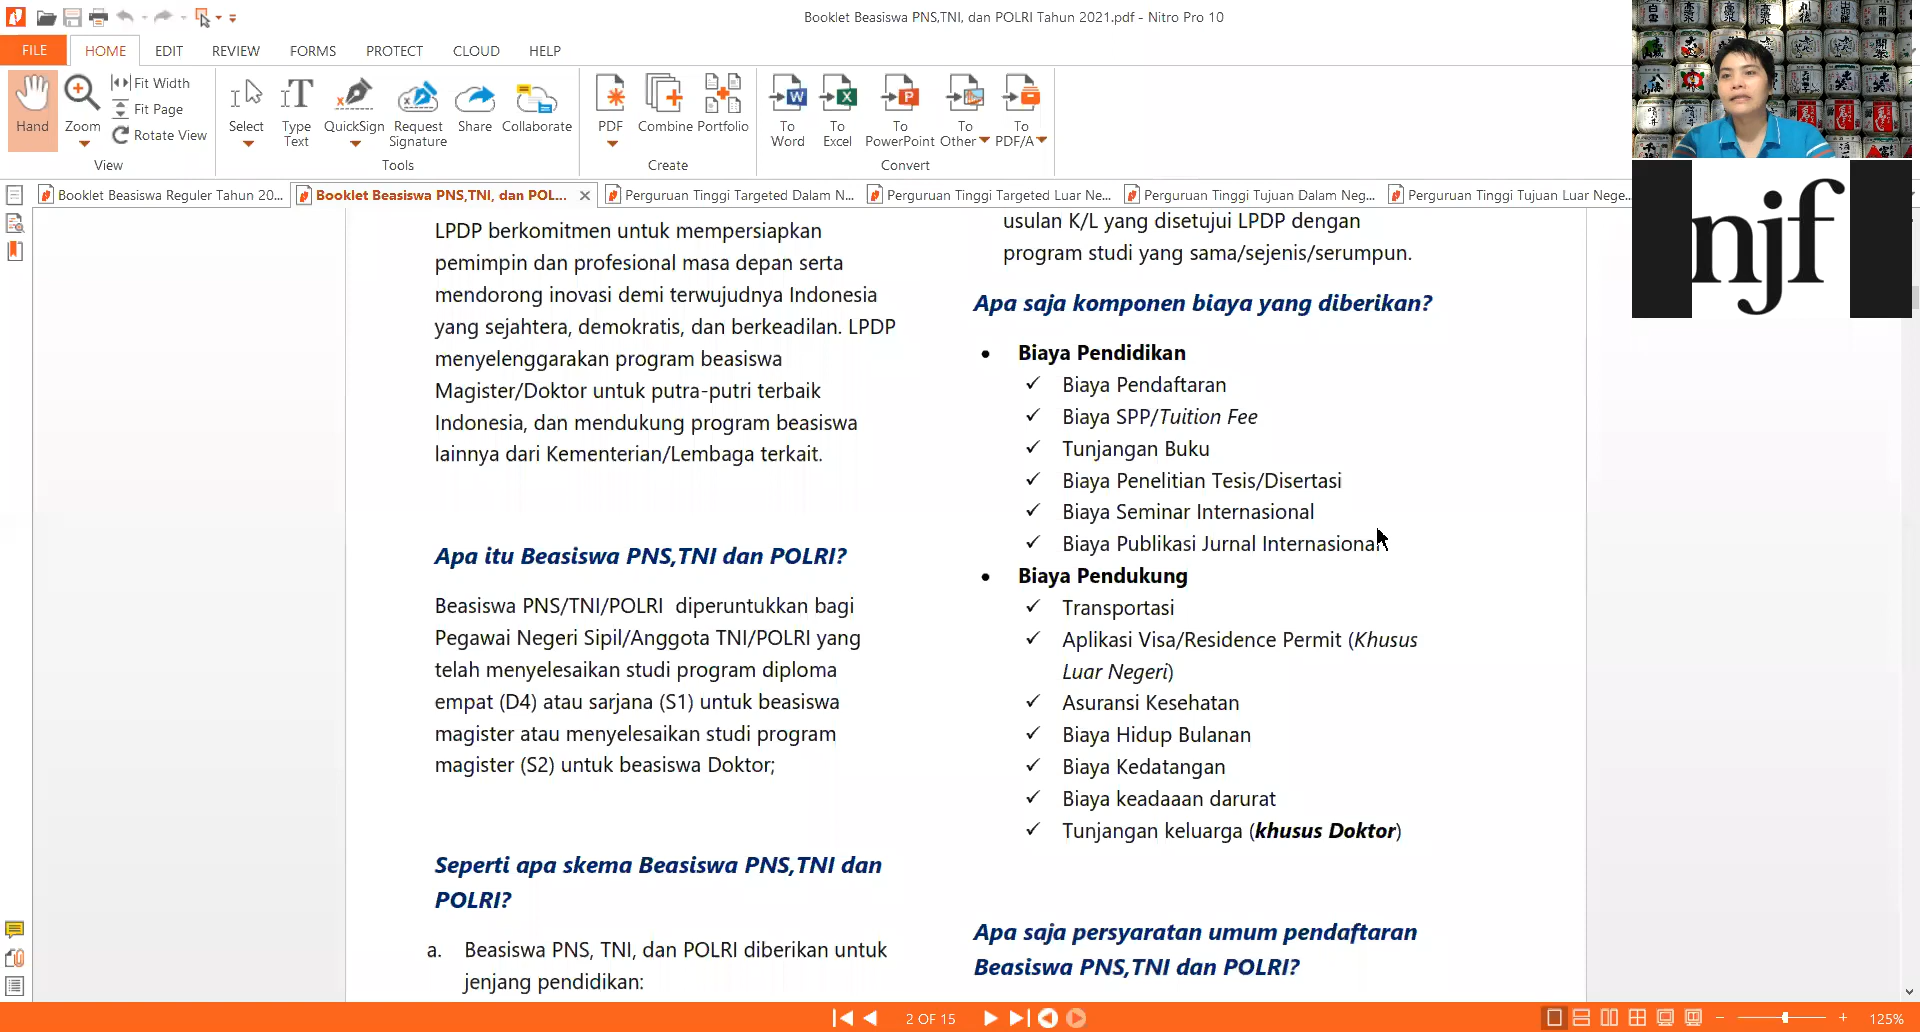 Booklet Beasiswa PNS,TNI, dan POLRI Tahun 2021.pdf - Nitro Pro 10
FILE HOME EDIT REVIEW FORMS PROTECT CLOUD HELP
Hand
Zoom
Fit Width
Fit Page
Rotate View
View
Select
Type Text
QuickSign
Request Signature
Share
Collaborate
Tools
PDF
Combine
Portfolio
Create
To Word
To Excel
To PowerPoint
To Other
To PDF/A
Convert
Booklet Beasiswa Reguler Tahun 20...
Booklet Beasiswa PNS,TNI, dan POL...
Perguruan Tinggi Targeted Dalam N...
Perguruan Tinggi Targeted Luar Ne...
Perguruan Tinggi Tujuan Dalam Neg...
Perguruan Tinggi Tujuan Luar Nege...
njf
LPDP berkomitmen untuk mempersiapkan
pemimpin dan profesional masa depan serta
mendorong inovasi demi terwujudnya Indonesia
yang sejahtera, demokratis, dan berkeadilan. LPDP
menyelenggarakan program beasiswa
Magister/Doktor untuk putra-putri terbaik
Indonesia, dan mendukung program beasiswa
lainnya dari Kementerian/Lembaga terkait.
Apa itu Beasiswa PNS,TNI dan POLRI?
Beasiswa PNS/TNI/POLRI diperuntukkan bagi
Pegawai Negeri Sipil/Anggota TNI/POLRI yang
telah menyelesaikan studi program diploma
empat (D4) atau sarjana (S1) untuk beasiswa
magister atau menyelesaikan studi program
magister (S2) untuk beasiswa Doktor;
Seperti apa skema Beasiswa PNS,TNI dan
POLRI?
a. Beasiswa PNS, TNI, dan POLRI diberikan untuk
jenjang pendidikan:
usulan K/L yang disetujui LPDP dengan
program studi yang sama/sejenis/serumpun.
Apa saja komponen biaya yang diberikan?
• Biaya Pendidikan
✓ Biaya Pendaftaran
✓ Biaya SPP/Tuition Fee
✓ Tunjangan Buku
✓ Biaya Penelitian Tesis/Disertasi
✓ Biaya Seminar Internasional
✓ Biaya Publikasi Jurnal Internasional
• Biaya Pendukung
✓ Transportasi
✓ Aplikasi Visa/Residence Permit (Khusus
Luar Negeri)
✓ Asuransi Kesehatan
✓ Biaya Hidup Bulanan
✓ Biaya Kedatangan
✓ Biaya keadaaan darurat
✓ Tunjangan keluarga (khusus Doktor)
Apa saja persyaratan umum pendaftaran
Beasiswa PNS,TNI dan POLRI?
2 OF 15
125%